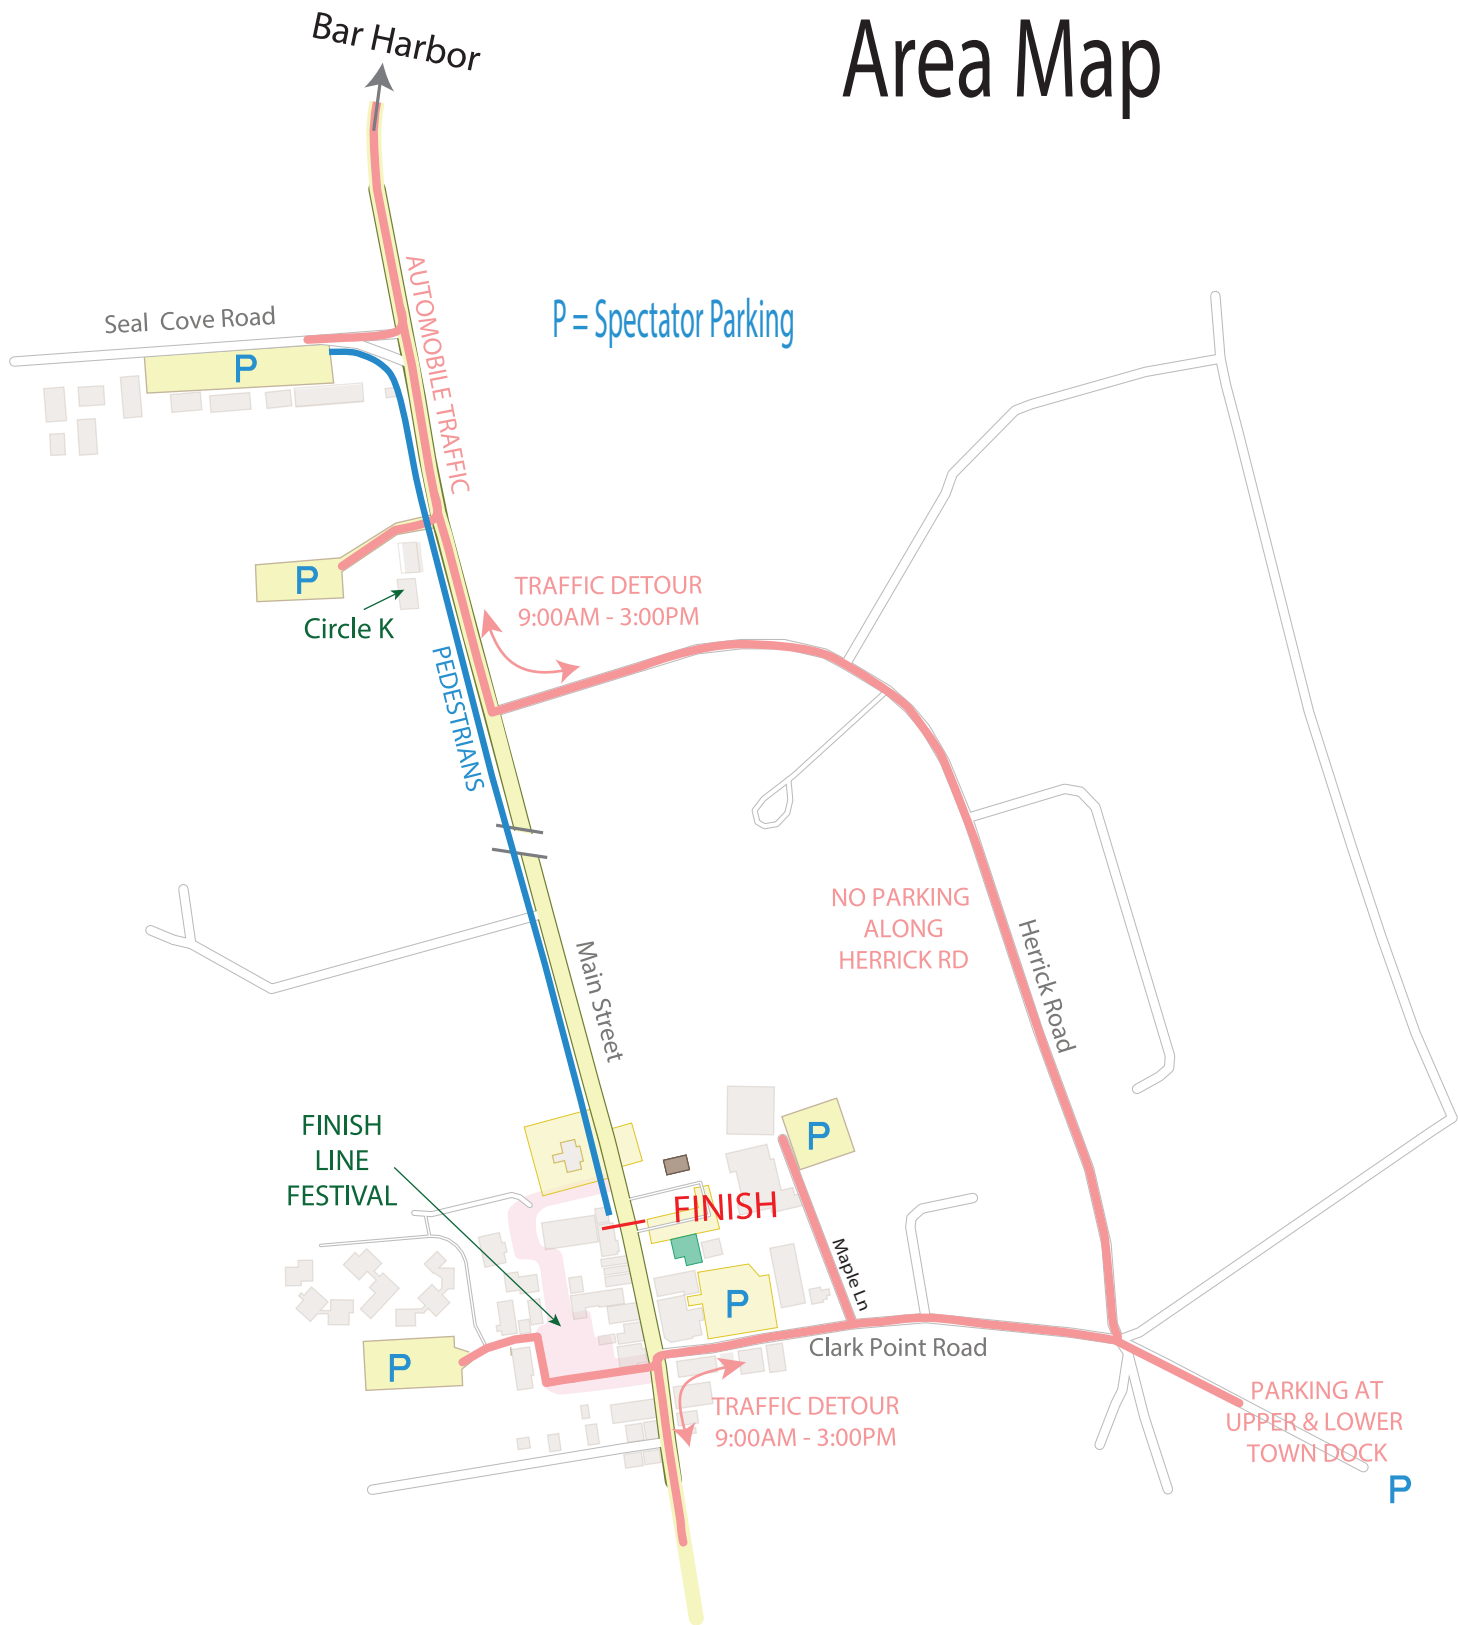 Area Map
Bar Harbor
AUTOMOBILE TRAFFIC
Seal Cove Road
P = Spectator Parking
P
P
Circle K
TRAFFIC DETOUR
9:00AM - 3:00PM
PEDESTRIANS
NO PARKING
ALONG
HERRICK RD
Herrick Road
Main Street
FINISH
LINE
FESTIVAL
P
FINISH
Maple Ln
P
Clark Point Road
P
TRAFFIC DETOUR
9:00AM - 3:00PM
PARKING AT
UPPER & LOWER
TOWN DOCK
P